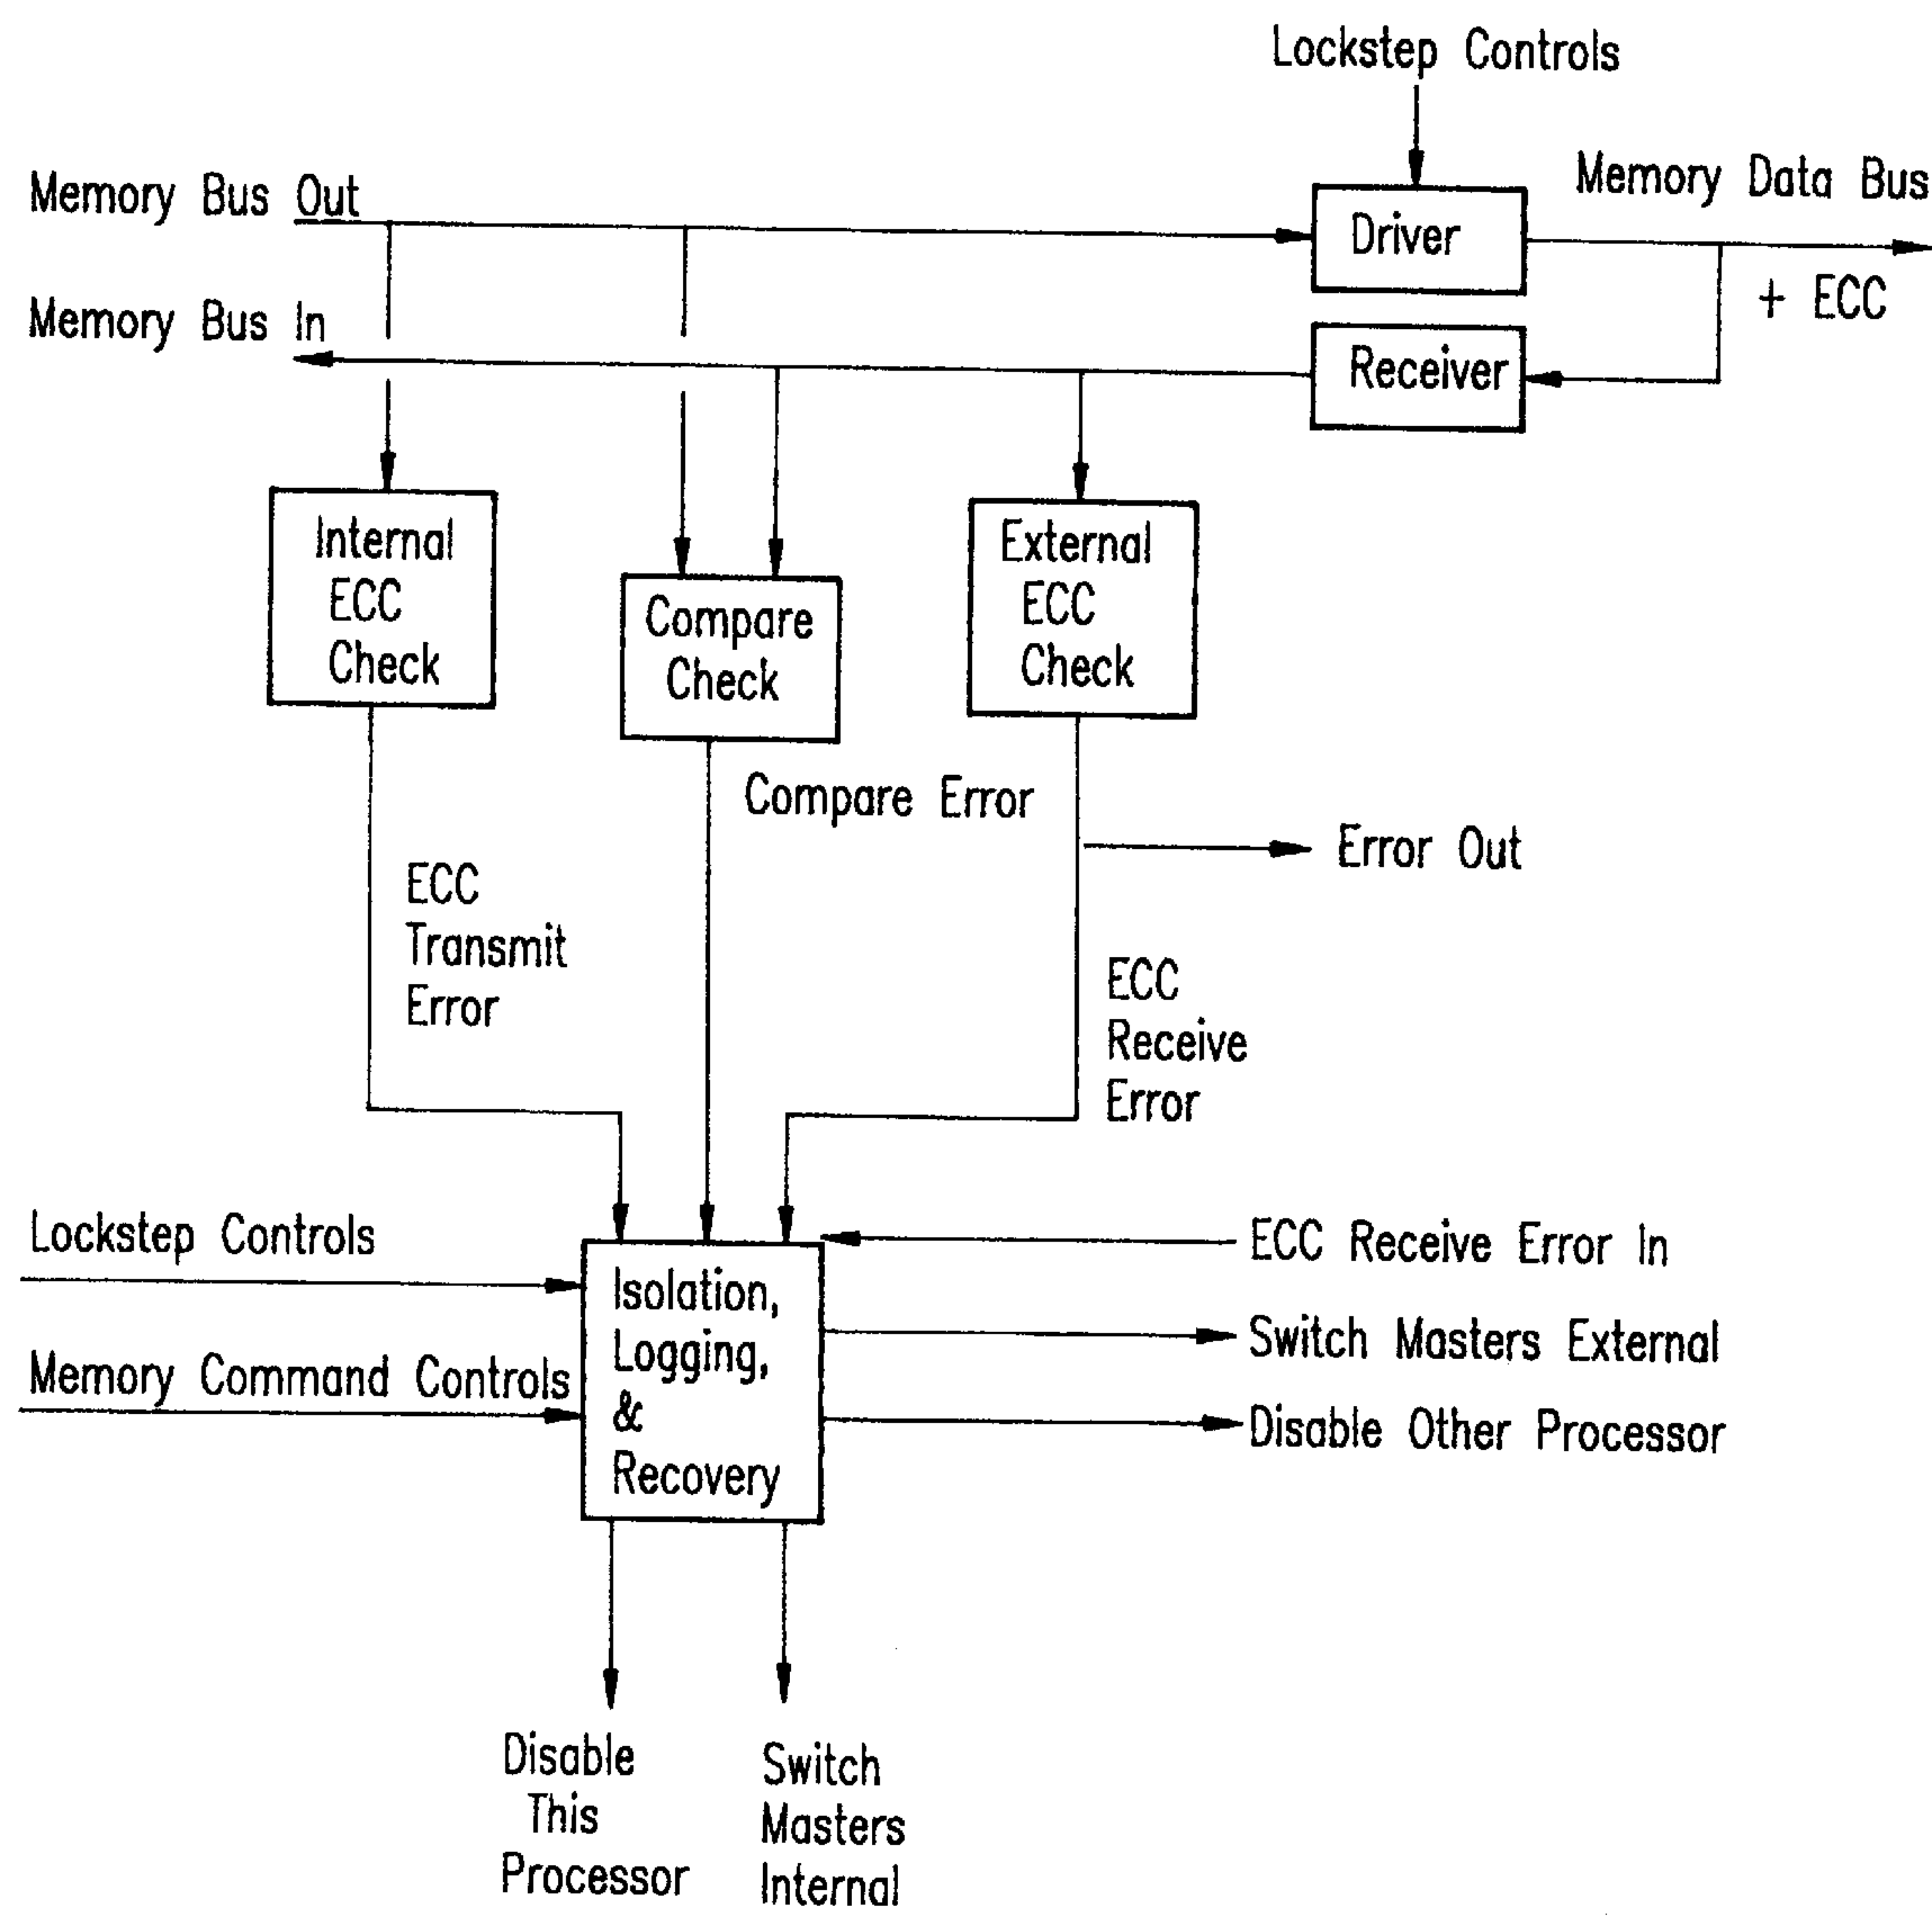 Lockstep Controls
Memory Bus Out
Memory Data Bus
Driver
+ ECC
Memory Bus In
Receiver
Internal
ECC
Check
Compare
Check
External
ECC
Check
Compare Error
Error Out
ECC
Transmit
Error
ECC
Receive
Error
Lockstep Controls
ECC Receive Error In
Isolation,
Logging,
&
Recovery
Memory Command Controls
Switch Masters External
Disable Other Processor
Disable
This
Processor
Switch
Masters
Internal